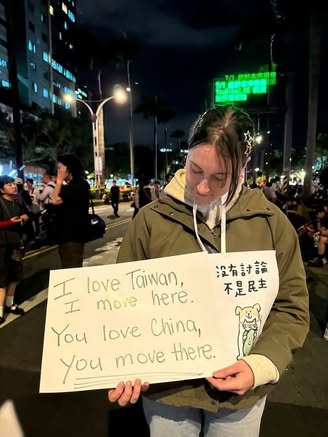 I love Taiwan,
I move here.
You love China,
You move there.
沒有討論
不是民主